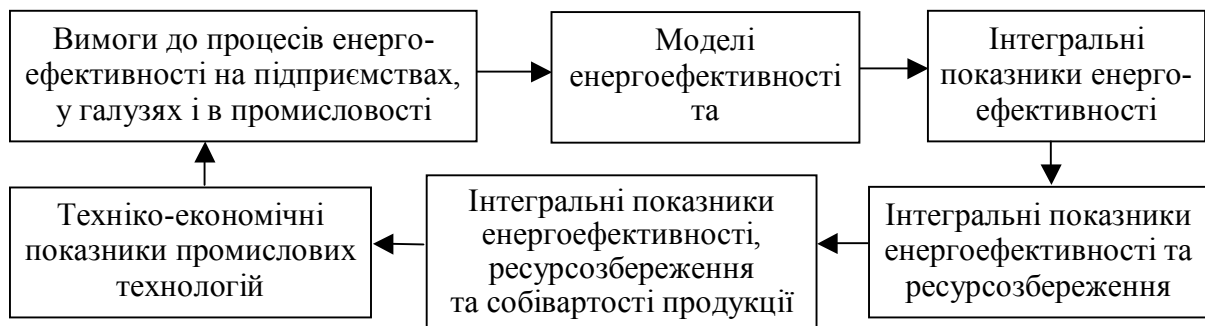 Вимоги до процесів енерго-
ефективності на підприємствах,
у галузях і в промисловості
Моделі
енергоефективності
та
Інтегральні
показники енерго-
ефективності
Інтегральні показники
енергоефективності та
ресурсозбереження
Інтегральні показники
енергоефективності,
ресурсозбереження
та собівартості продукції
Техніко-економічні
показники промислових
технологій